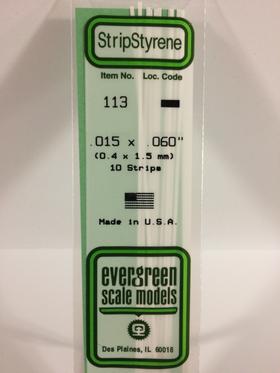 StripStyrene
Item No. Loc. Code
113
.015 x .060"
(0.4 x 1.5 mm)
10 Strips
Made in U.S.A.
evergreen
scale models
Des Plaines, IL 60018